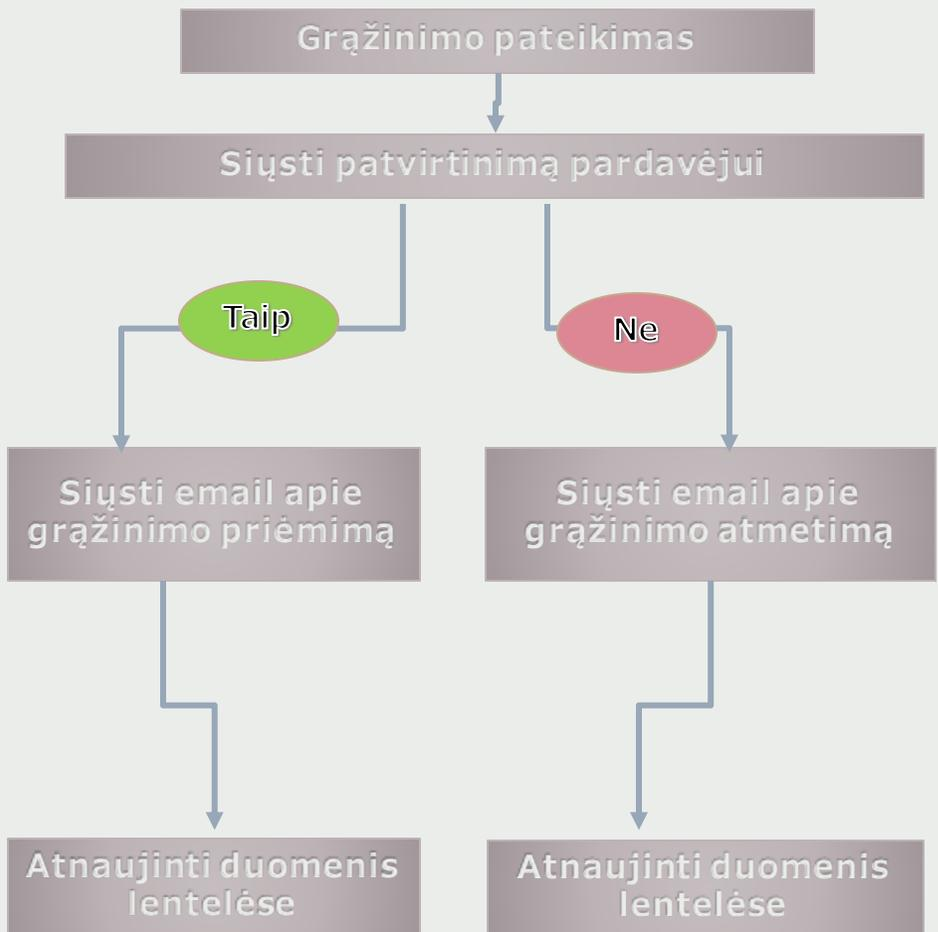 Grąžinimo pateikimas
Siųsti patvirtinimą pardavėjui
Taip
Ne
Siųsti email apie
grąžinimo priėmimą
Siųsti email apie
grąžinimo atmetimą
Atnaujinti duomenis
lentelėse
Atnaujinti duomenis
lentelėse